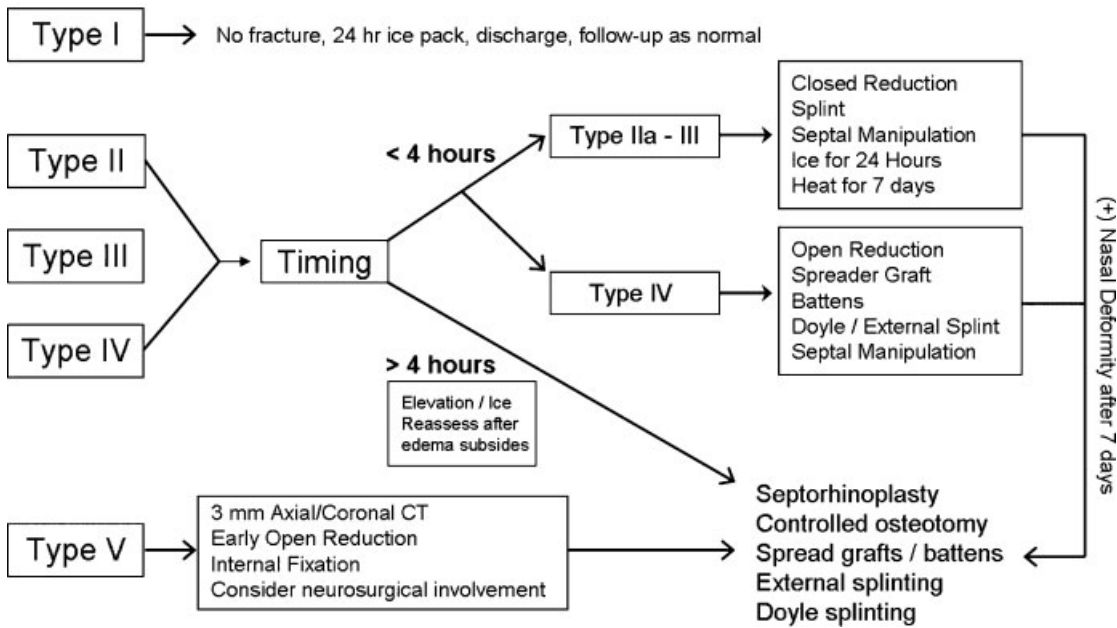 Type I
No fracture, 24 hr ice pack, discharge, follow-up as normal
Type II
Type III
Type IV
Timing
< 4 hours
Type IIa - III
Closed Reduction
Splint
Septal Manipulation
Ice for 24 Hours
Heat for 7 days
Type IV
Open Reduction
Spreader Graft
Battens
Doyle / External Splint
Septal Manipulation
(+) Nasal Deformity after 7 days
> 4 hours
Elevation / Ice
Reassess after
edema subsides
Type V
3 mm Axial/Coronal CT
Early Open Reduction
Internal Fixation
Consider neurosurgical involvement
Septorhinoplasty
Controlled osteotomy
Spread grafts / battens
External splinting
Doyle splinting